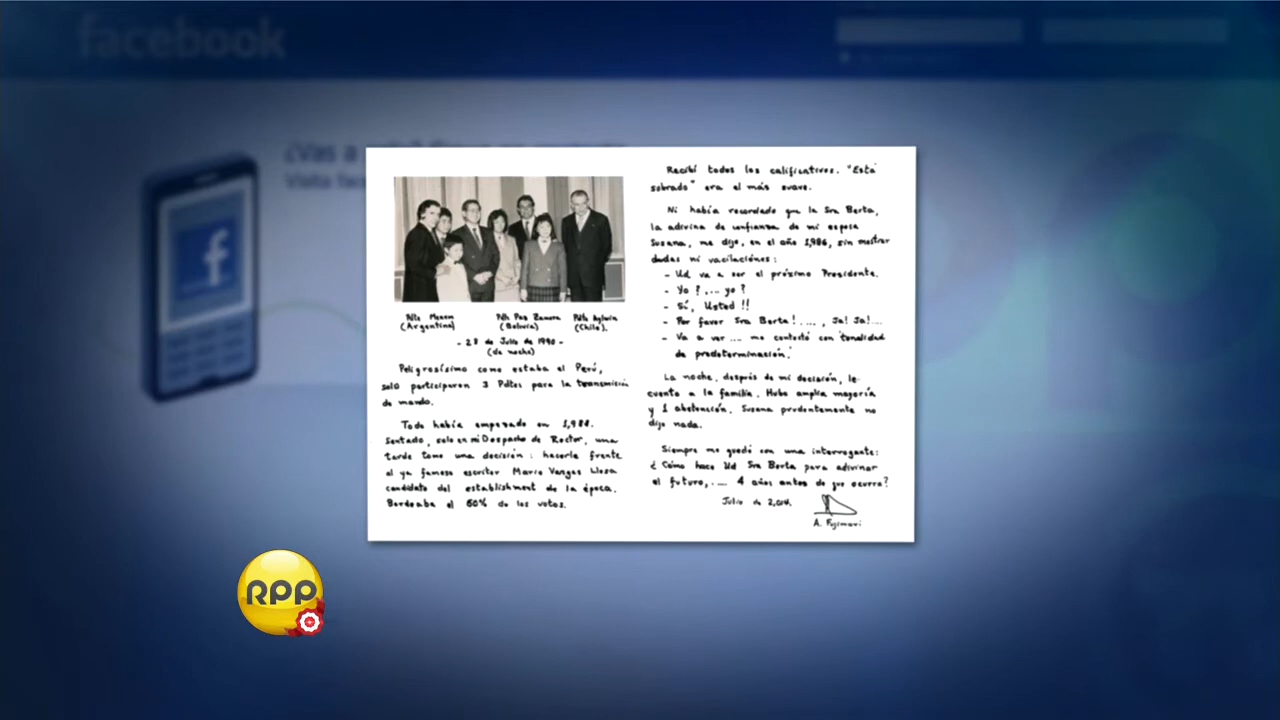 facebook
¿Vas a
Visita face
f
Pdte Menem
(Argentina)
Pdte Paz Zamora
(Bolivia)
Pdte Aylwin
(Chile).
- 28 de Julio de 1990 -
(de noche)
Peligrosísimo como estaba el Perú,
solo participaron 3 Pdtes para la transmisión
de mando.
Todo había empezado en 1,988.
Sentado, solo en mi Despacho de Rector, una
tarde tomo una decisión: hacerle frente
al ya famoso escritor Mario Vargas Llosa
candidato del establishment de la época.
Bordeaba el 60% de los votos.
Recibí todos los calificativos. "Está
sobrado" era el más suave.
Ni había recordado que la Sra Berta,
la adivina de confianza de mi esposa
Susana, me dijo, en el año 1,986, sin mostrar
dudas ni vacilaciones:
- Ud va a ser el próximo Presidente.
- Yo ?.... yo ?
- Sí, Usted !!
- Por favor Sra Berta!...., Ja! Ja!...
- Va a ver .... me contestó con tonalidad
de predeterminación.
La noche, después de mi decisión, le
cuento a la familia. Hubo amplia mayoría
y 1 abstención. Susana prudentemente no
dijo nada.
Siempre me quedó con una interrogante:
¿ Cómo hace Ud Sra Berta para adivinar
el futuro,.... 4 años antes de que ocurra?
Julio de 2,014.
A. Fujimori
RPP